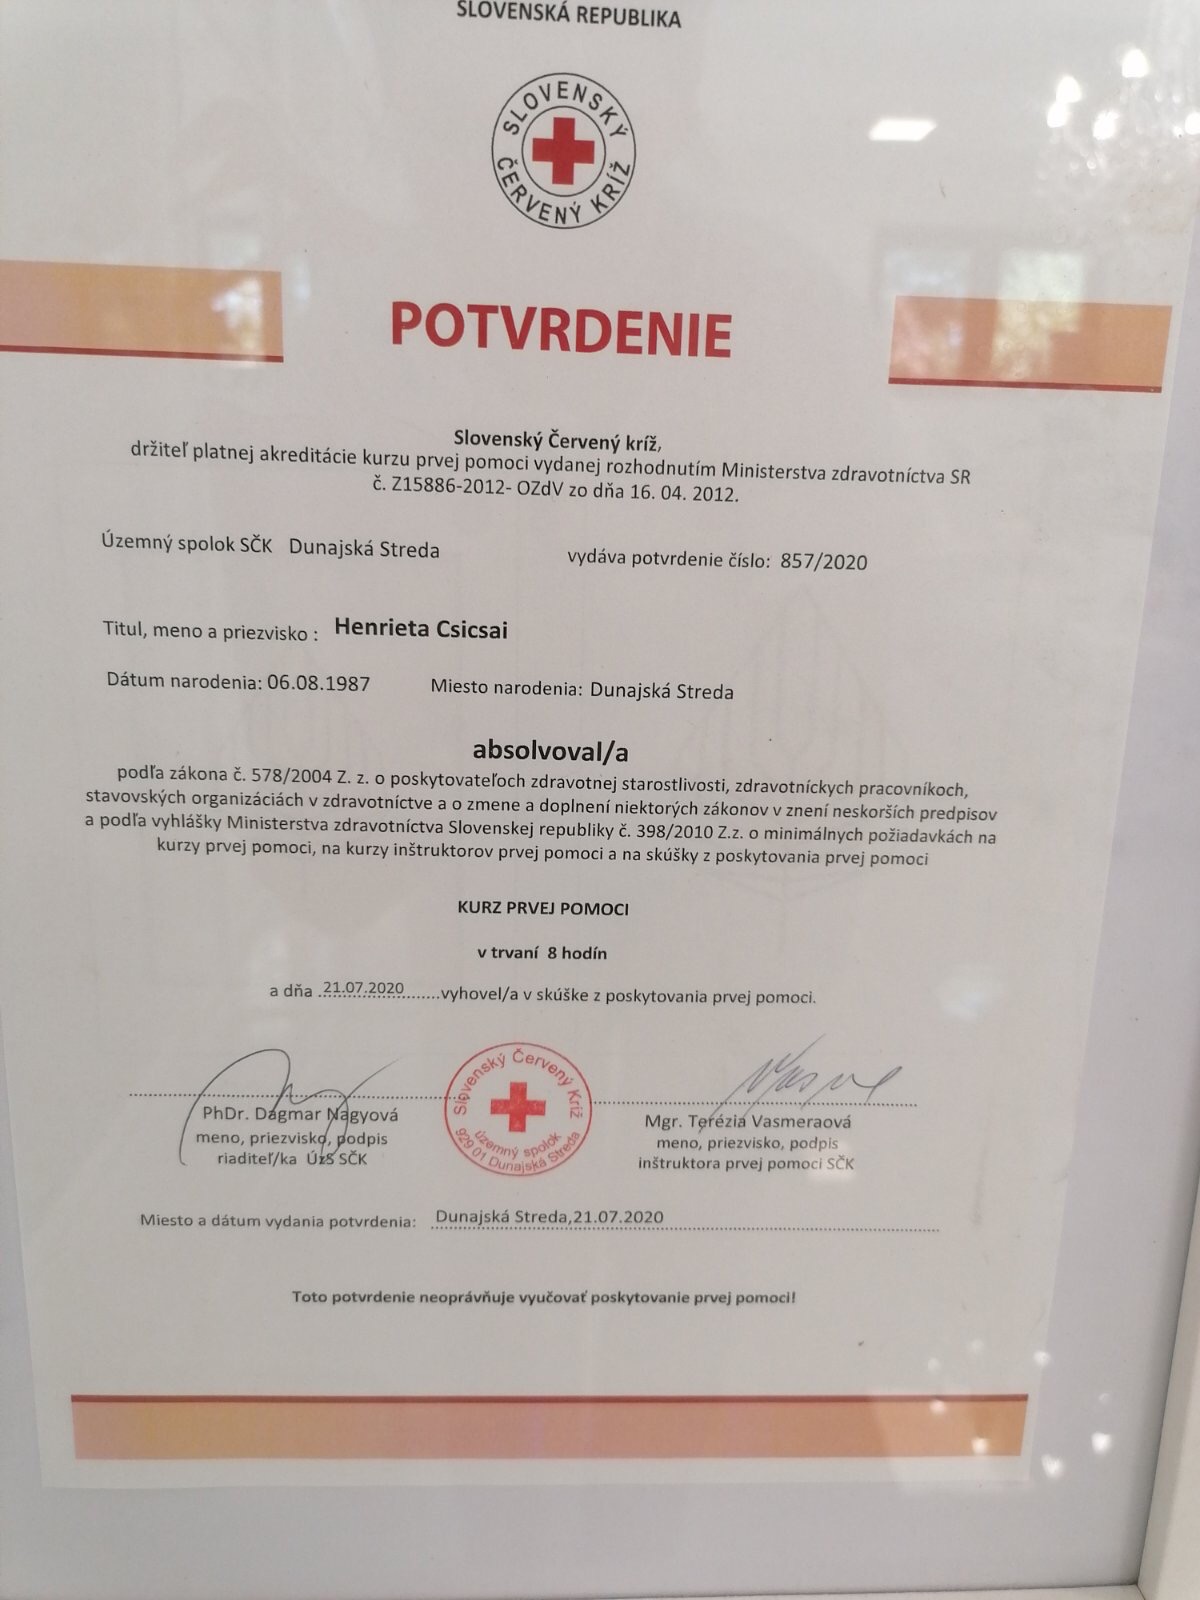 SLOVENSKÁ REPUBLIKA
SLOVENSKÝ
ČERVENÝ KRÍŽ
POTVRDENIE
Slovenský Červený kríž,
držiteľ platnej akreditácie kurzu prvej pomoci vydanej rozhodnutím Ministerstva zdravotníctva SR
č. Z15886-2012- OZdV zo dňa 16. 04. 2012.
Územný spolok SČK Dunajská Streda vydáva potvrdenie číslo: 857/2020
Titul, meno a priezvisko : Henrieta Csicsai
Dátum narodenia: 06.08.1987 Miesto narodenia: Dunajská Streda
absolvoval/a
podľa zákona č. 578/2004 Z. z. o poskytovateľoch zdravotnej starostlivosti, zdravotníckych pracovníkoch,
stavovských organizáciách v zdravotníctve a o zmene a doplnení niektorých zákonov v znení neskorších predpisov
a podľa vyhlášky Ministerstva zdravotníctva Slovenskej republiky č. 398/2010 Z.z. o minimálnych požiadavkách na
kurzy prvej pomoci, na kurzy inštruktorov prvej pomoci a na skúšky z poskytovania prvej pomoci
KURZ PRVEJ POMOCI
v trvaní 8 hodín
a dňa 21.07.2020 vyhovel/a v skúške z poskytovania prvej pomoci.
Slovenský Červený Kríž
územný spolok
929 01 Dunajská Streda
PhDr. Dagmar Nagyová
meno, priezvisko, podpis
riaditeľ/ka ÚzS SČK
Mgr. Terézia Vasmeraová
meno, priezvisko, podpis
inštruktora prvej pomoci SČK
Miesto a dátum vydania potvrdenia: Dunajská Streda,21.07.2020
Toto potvrdenie neoprávňuje vyučovať poskytovanie prvej pomoci!